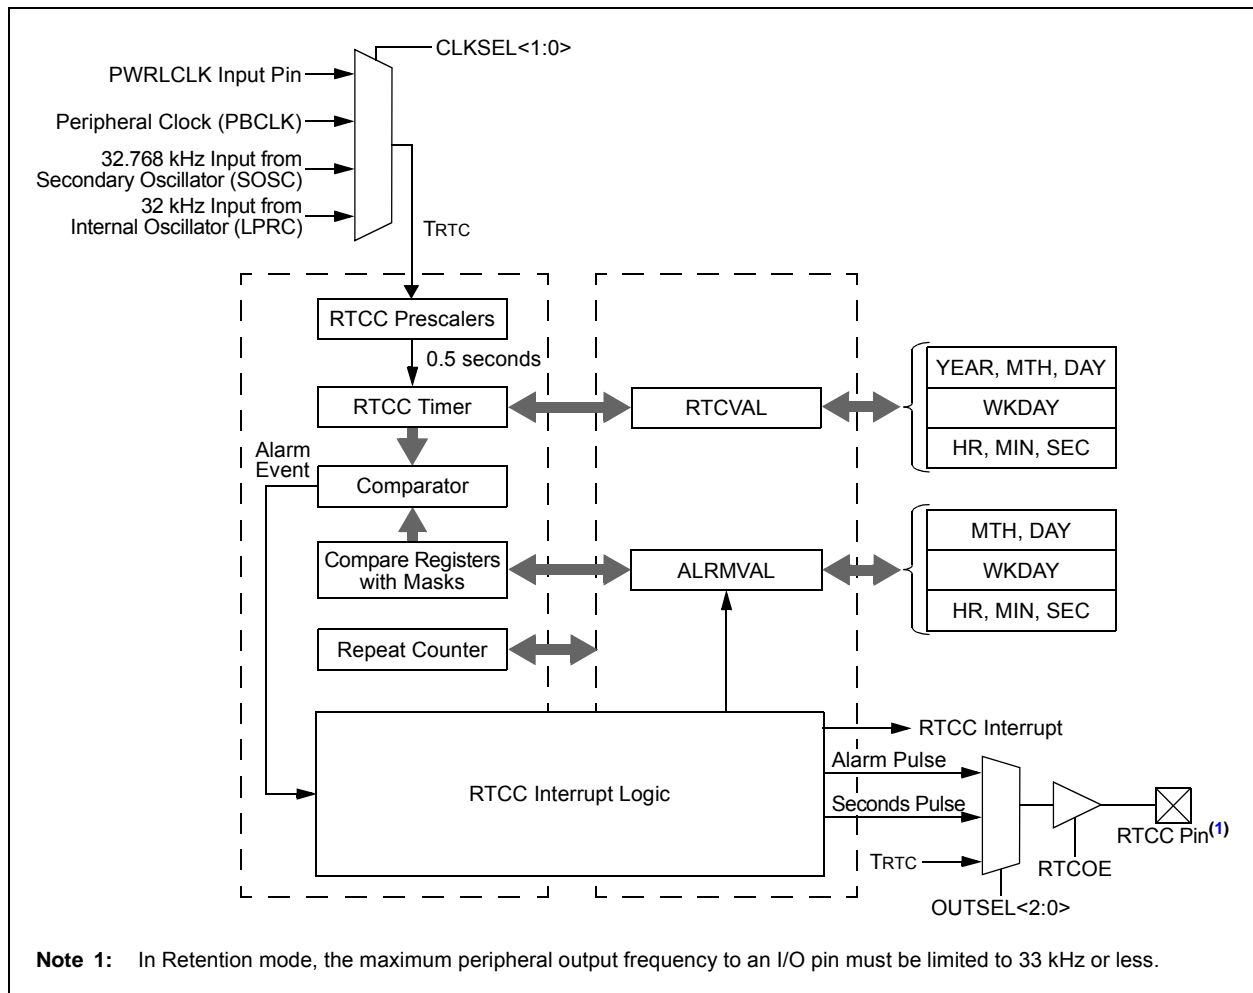 CLKSEL<1:0>
PWRLCLK Input Pin
Peripheral Clock (PBCLK)
32.768 kHz Input from
Secondary Oscillator (SOSC)
32 kHz Input from
Internal Oscillator (LPRC)
TRTC
RTCC Prescalers
0.5 seconds
RTCC Timer
RTCVAL
YEAR, MTH, DAY
WKDAY
HR, MIN, SEC
Alarm
Event
Comparator
Compare Registers
with Masks
ALRMVAL
MTH, DAY
WKDAY
HR, MIN, SEC
Repeat Counter
RTCC Interrupt Logic
RTCC Interrupt
Alarm Pulse
Seconds Pulse
TRTC
RTCC Pin(1)
RTCOE
OUTSEL<2:0>
Note 1: In Retention mode, the maximum peripheral output frequency to an I/O pin must be limited to 33 kHz or less.